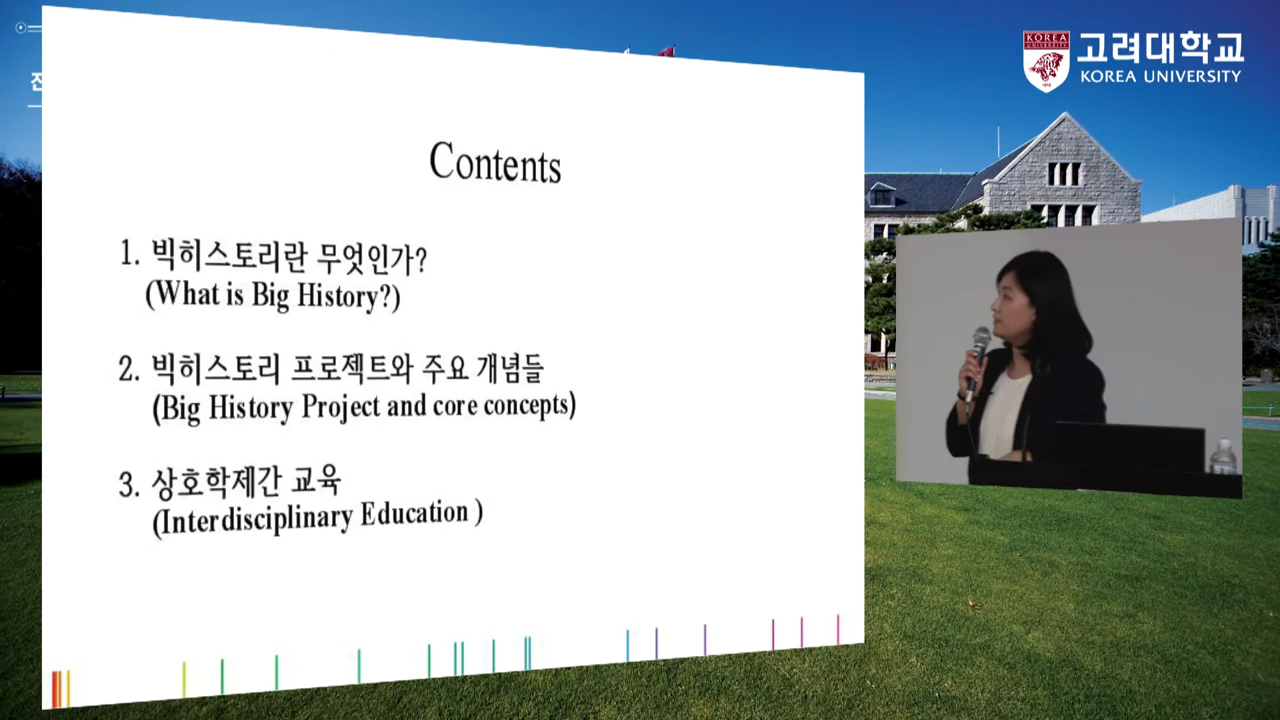 KOREA
UNIVERSITY
고려대학교
KOREA UNIVERSITY
Contents
1. 빅히스토리란 무엇인가?
(What is Big History?)
2. 빅히스토리 프로젝트와 주요 개념들
(Big History Project and core concepts)
3. 상호학제간 교육
(Interdisciplinary Education )